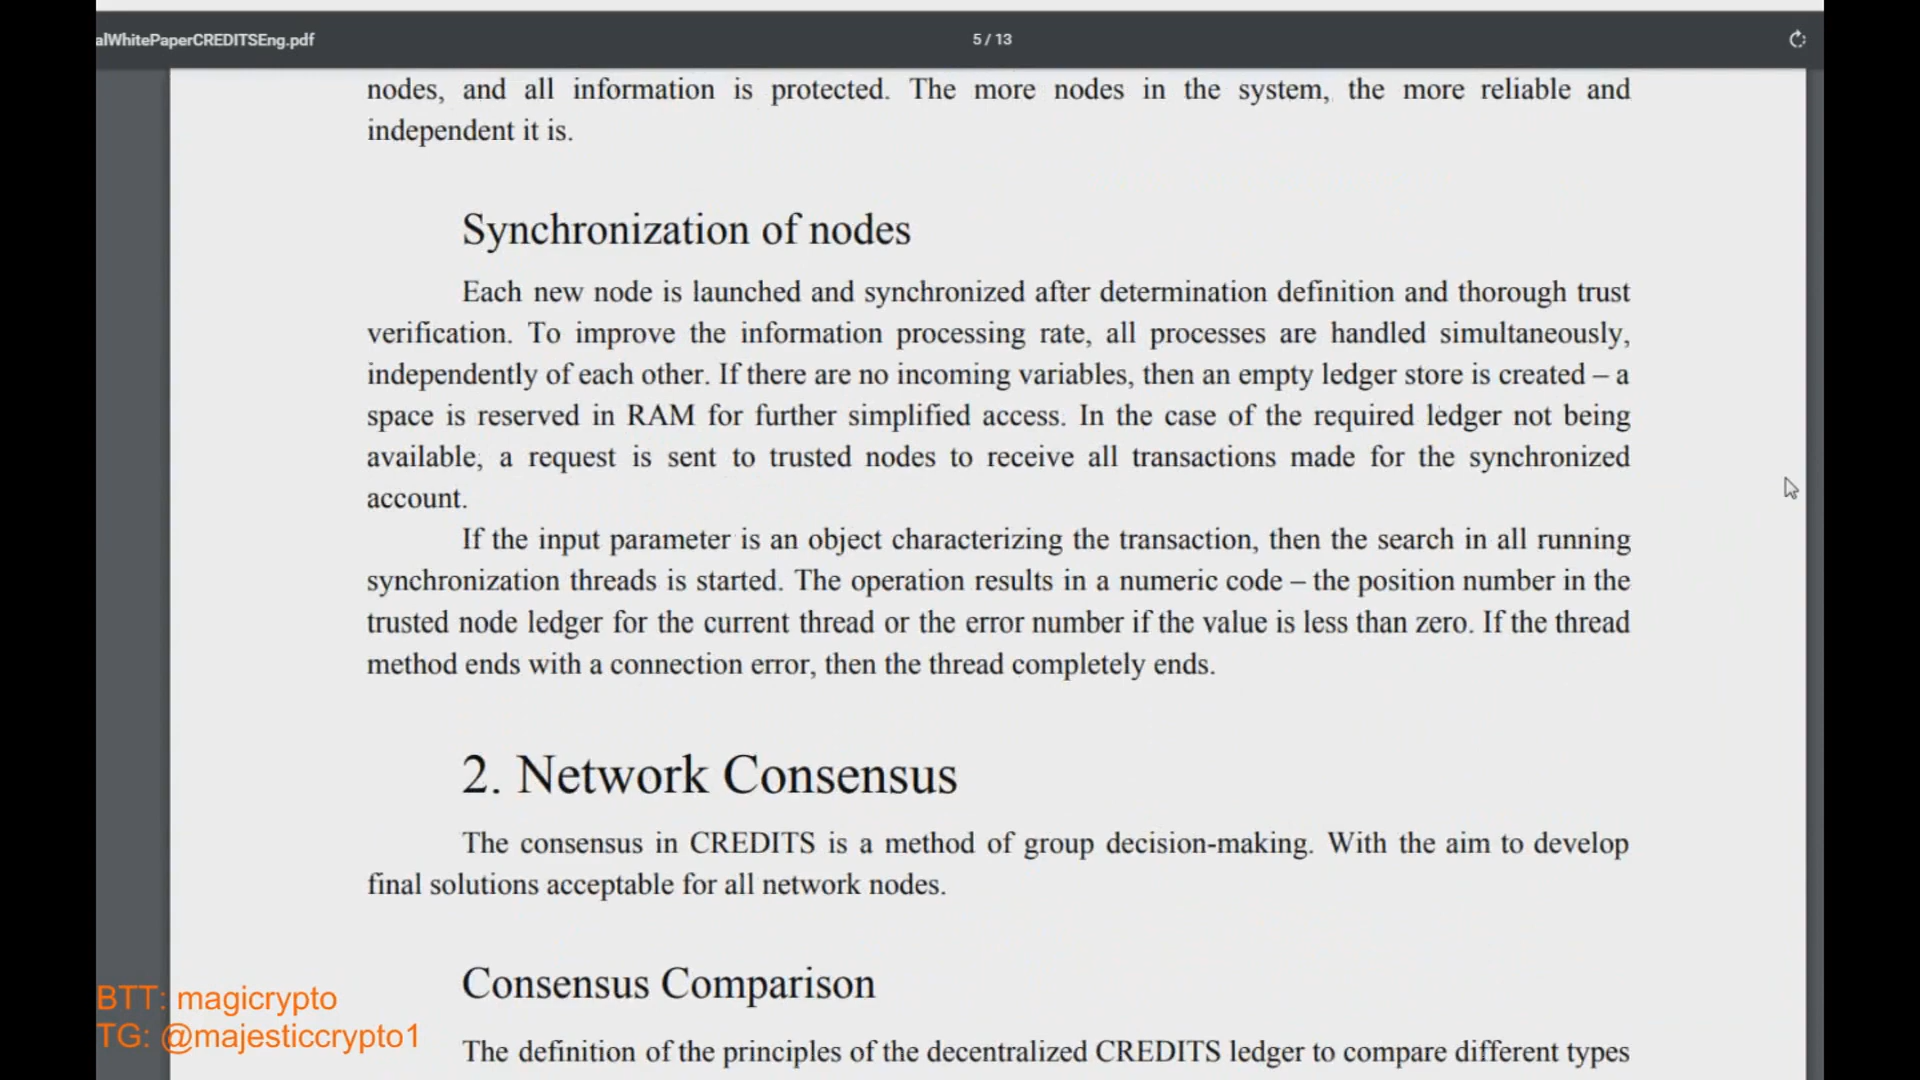 alWhitePaperCREDITSEng.pdf
5 / 13
nodes, and all information is protected. The more nodes in the system, the more reliable and
independent it is.
Synchronization of nodes
Each new node is launched and synchronized after determination definition and thorough trust
verification. To improve the information processing rate, all processes are handled simultaneously,
independently of each other. If there are no incoming variables, then an empty ledger store is created – a
space is reserved in RAM for further simplified access. In the case of the required ledger not being
available, a request is sent to trusted nodes to receive all transactions made for the synchronized
account.
If the input parameter is an object characterizing the transaction, then the search in all running
synchronization threads is started. The operation results in a numeric code – the position number in the
trusted node ledger for the current thread or the error number if the value is less than zero. If the thread
method ends with a connection error, then the thread completely ends.
2. Network Consensus
The consensus in CREDITS is a method of group decision-making. With the aim to develop
final solutions acceptable for all network nodes.
Consensus Comparison
The definition of the principles of the decentralized CREDITS ledger to compare different types
BTT: magicrypto
TG: @majesticcrypto1